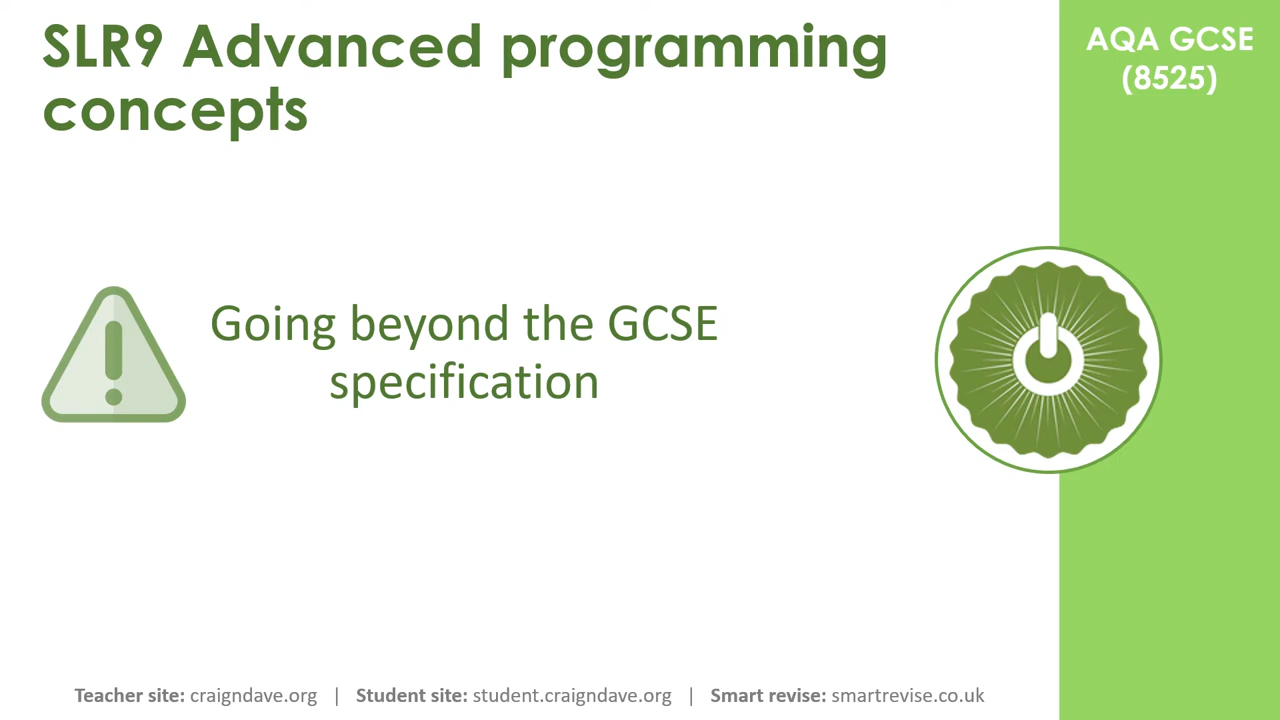 SLR9 Advanced programming
concepts
AQA GCSE
(8525)
Going beyond the GCSE
specification
Teacher site: craigndave.org | Student site: student.craigndave.org | Smart revise: smartrevise.co.uk